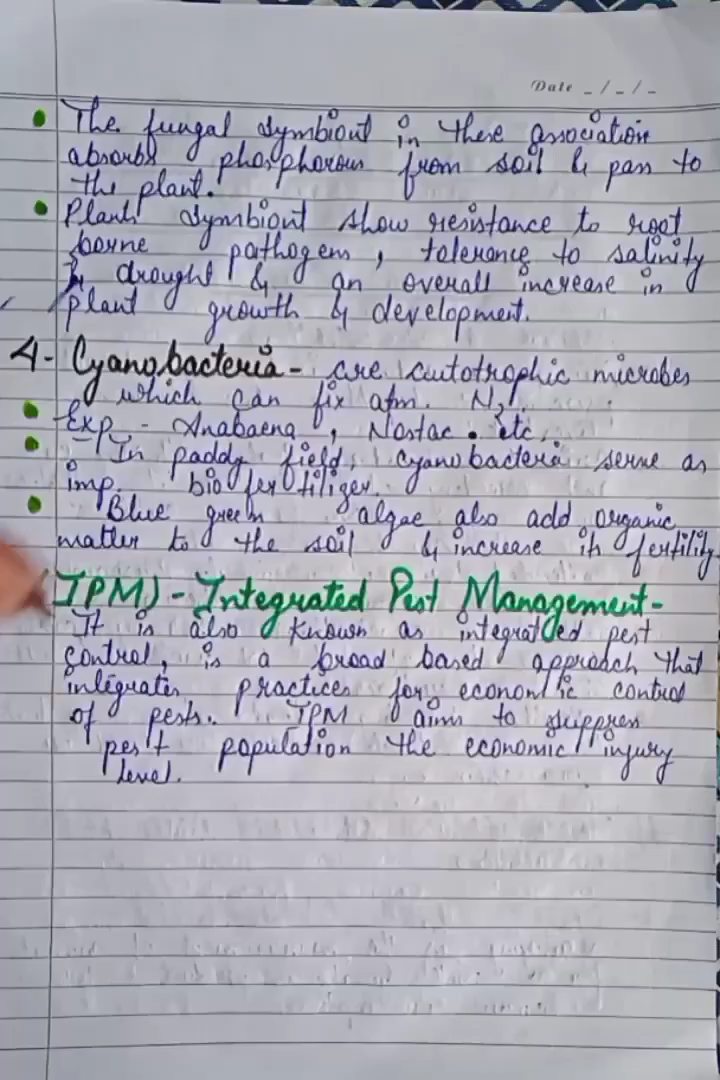 Date _ / _ / _
The fungal symbiont in these association
absorbs phosphorous from soil & pass to
the plant.
Plant symbiont show resistance to root
borne pathogen, tolerance to salinity
& drought & an overall increase in
plant growth & development.
4- Cyanobacteria - are autotrophic microbes
which can fix atm. N2.
Exp - Anabaena, Nostac. etc,
In paddy field, cyanobacteria serve as
imp. biofertilizer.
Blue green algae also add organic
matter to the soil & increase its fertility
(IPM) - Integrated Pest Management-
It is also known as integrated pest
control, is a broad based approach that
integrates practices for economic control
of pests. IPM aims to suppress
pest population the economic injury
level.